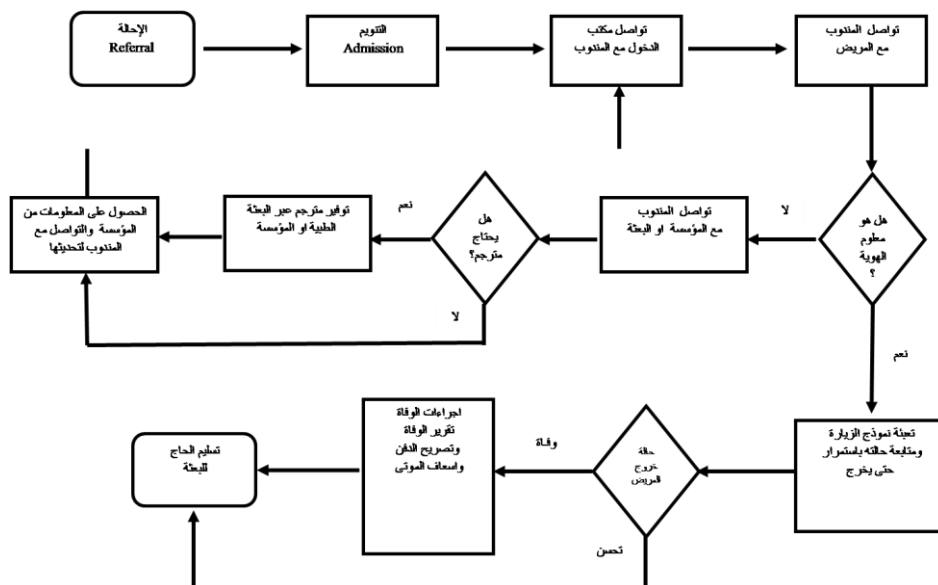 الإحالة
Referral
التنويم
Admission
تواصل مكتب
الدخول مع المندوب
تواصل المندوب
مع المريض
هل هو
معلوم
الهوية
؟
لا
تواصل المندوب
مع المؤسسة او البعثة
هل
يحتاج
مترجم؟
نعم
توفير مترجم عبر البعثة
الطبية او المؤسسة
الحصول على المعلومات من
المؤسسة والتواصل مع
المندوب لتحديثها
لا
نعم
تعبئة نموذج الزيارة
ومتابعة حالته باستمرار
حتى يخرج
حالة
خروج
المريض
وفاة
اجراءات الوفاة
تقرير الوفاة
وتصريح الدفن
واسعاف الموتى
تسليم الحاج
للبعثة
تحسن